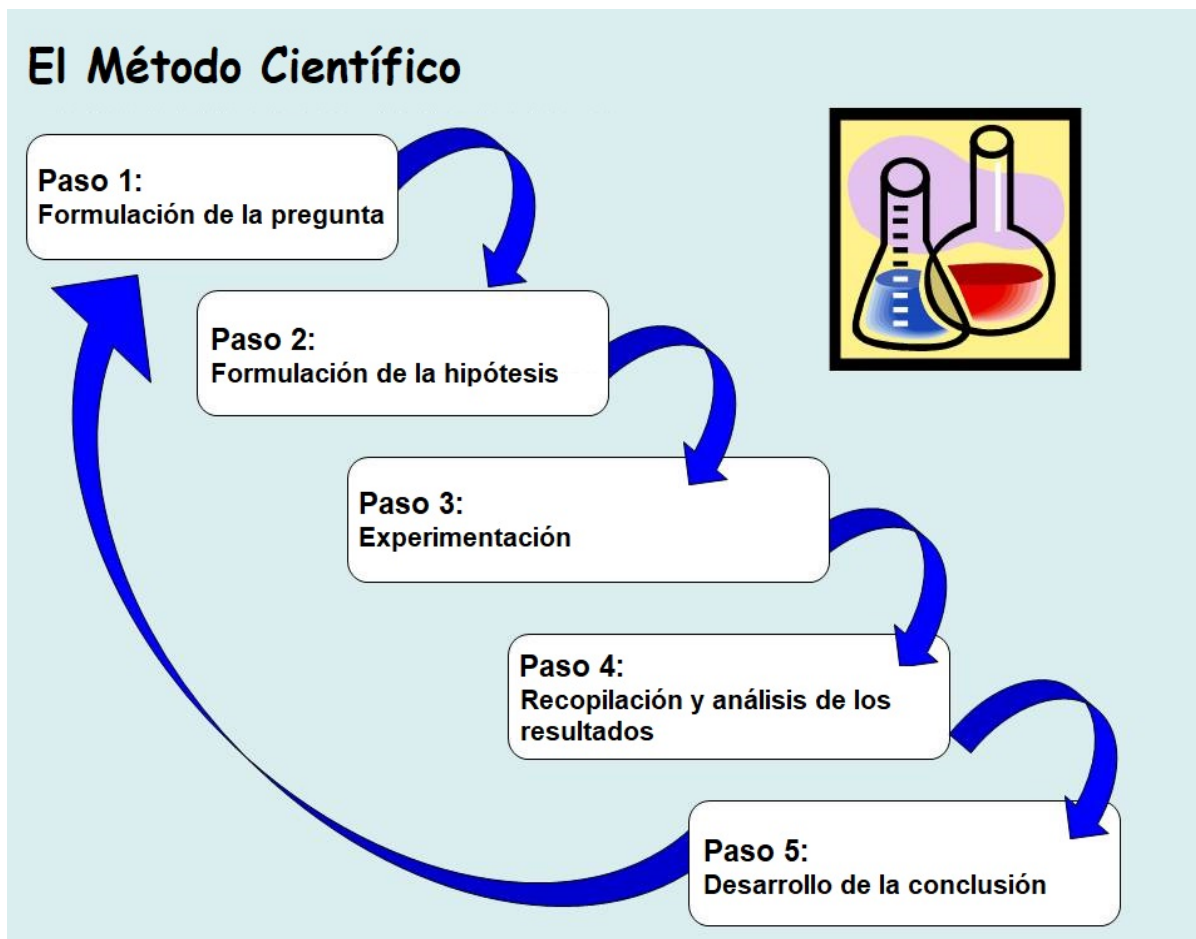 El Método Científico
Paso 1:
Formulación de la pregunta
Paso 2:
Formulación de la hipótesis
Paso 3:
Experimentación
Paso 4:
Recopilación y análisis de los
resultados
Paso 5:
Desarrollo de la conclusión